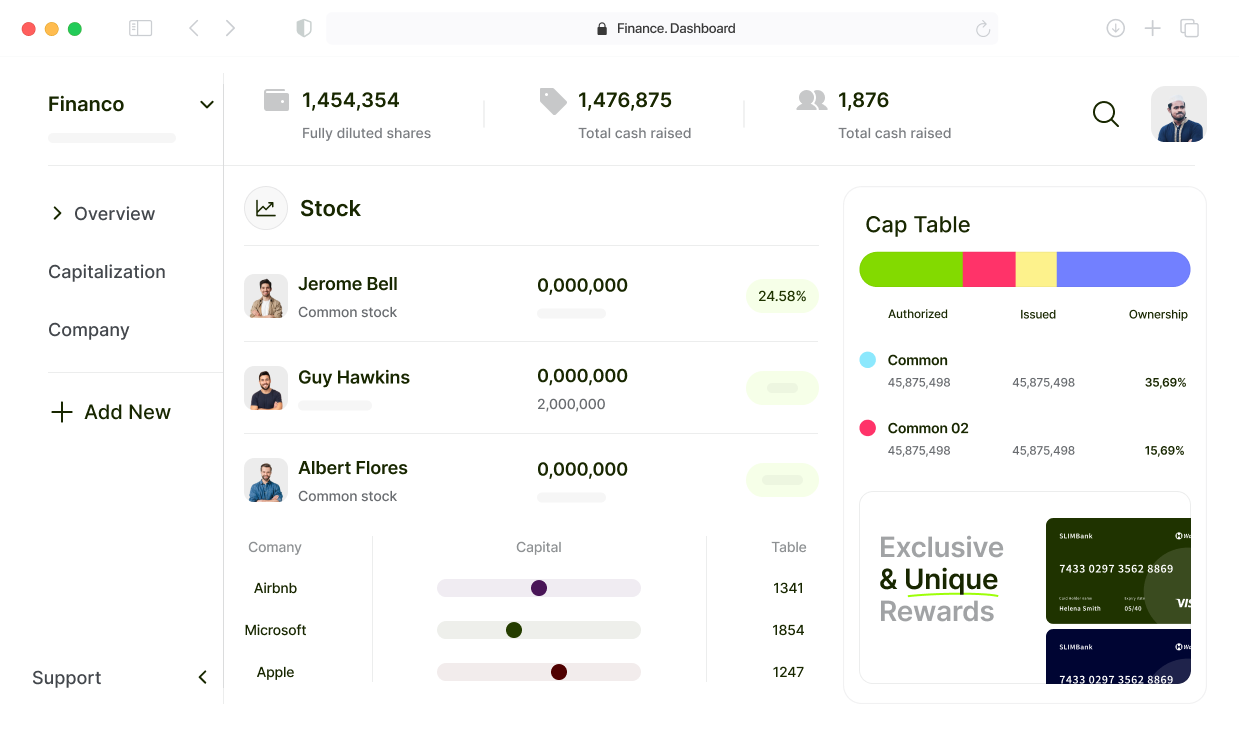 Finance. Dashboard
Financo
1,454,354
Fully diluted shares
1,476,875
Total cash raised
1,876
Total cash raised
Overview
Capitalization
Company
Add New
Support
Stock
Jerome Bell
Common stock
0,000,000
24.58%
Guy Hawkins
0,000,000
2,000,000
Albert Flores
Common stock
0,000,000
Comany Capital Table
Airbnb 1341
Microsoft 1854
Apple 1247
Cap Table
Authorized Issued Ownership
Common
45,875,498 45,875,498 35,69%
Common 02
45,875,498 45,875,498 15,69%
Exclusive
& Unique
Rewards
SLIMBank
7433 0297 3562 8869
Card Holder Name Expiry date
Helena Smith 05/40
VIS
SLIMBank
7433 0297 3562 8869